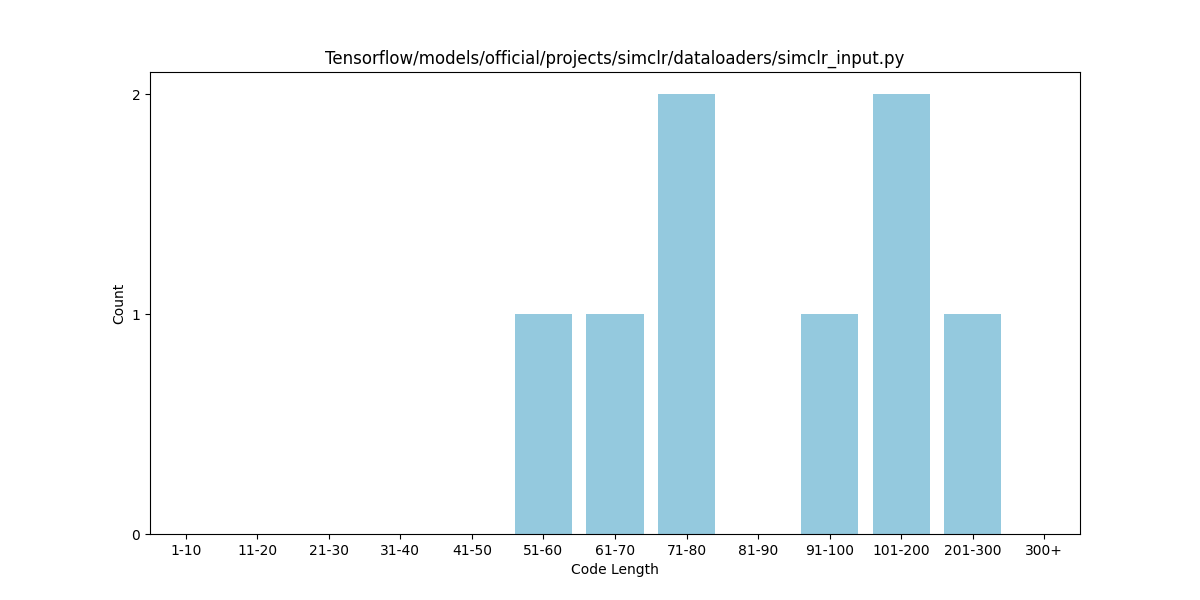 Tensorflow/models/official/projects/simclr/dataloaders/simclr_input.py
2
1
0
Count
1-10 11-20 21-30 31-40 41-50 51-60 61-70 71-80 81-90 91-100 101-200 201-300 300+
Code Length